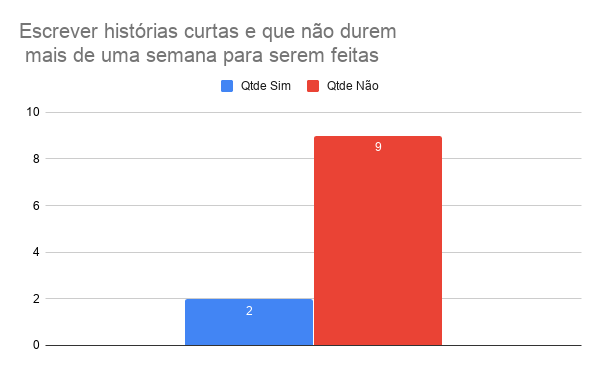 Escrever histórias curtas e que não durem
mais de uma semana para serem feitas
Qtde Sim Qtde Não
10
8
6
4
2
0
2
9